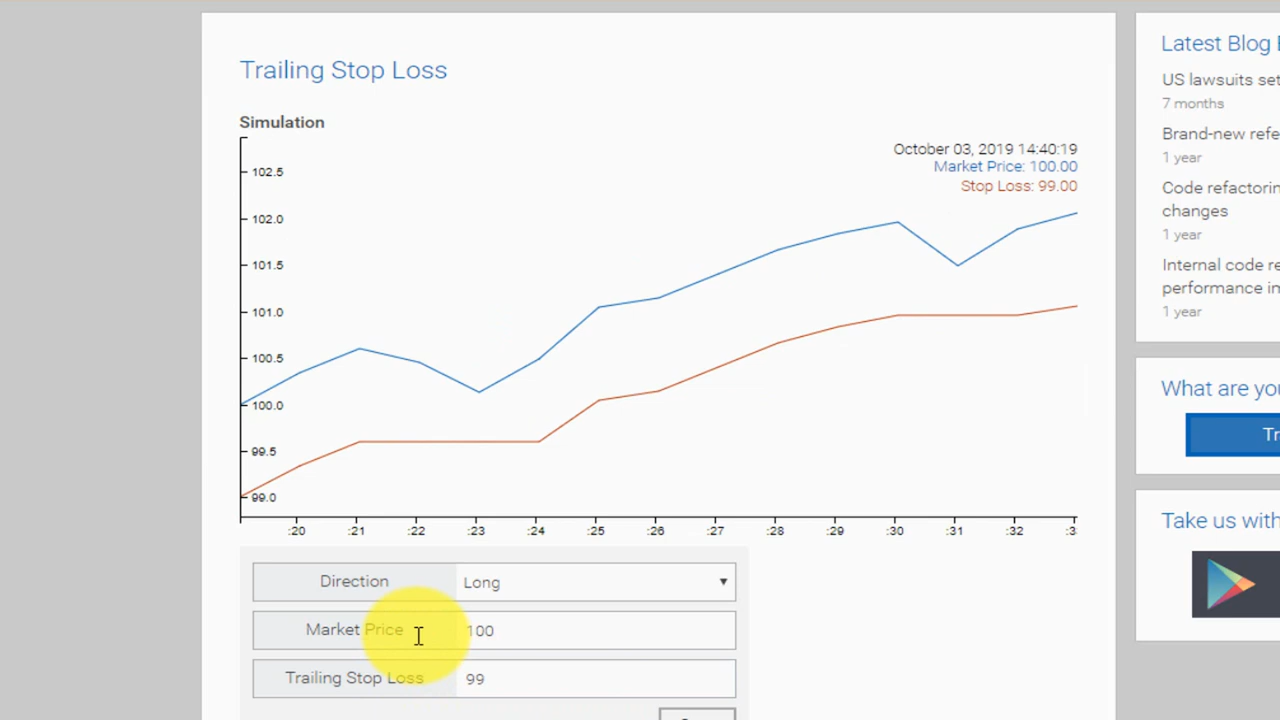 Trailing Stop Loss
Simulation
October 03, 2019 14:40:19
Market Price: 100.00
Stop Loss: 99.00
102.5
102.0
101.5
101.0
100.5
100.0
99.5
99.0
:20 :21 :22 :23 :24 :25 :26 :27 :28 :29 :30 :31 :32 :3
Direction Long
Market Price 100
Trailing Stop Loss 99
Latest Blog
US lawsuits set
7 months
Brand-new refe
1 year
Code refactorin
changes
1 year
Internal code re
performance in
1 year
What are you
Tr
Take us with